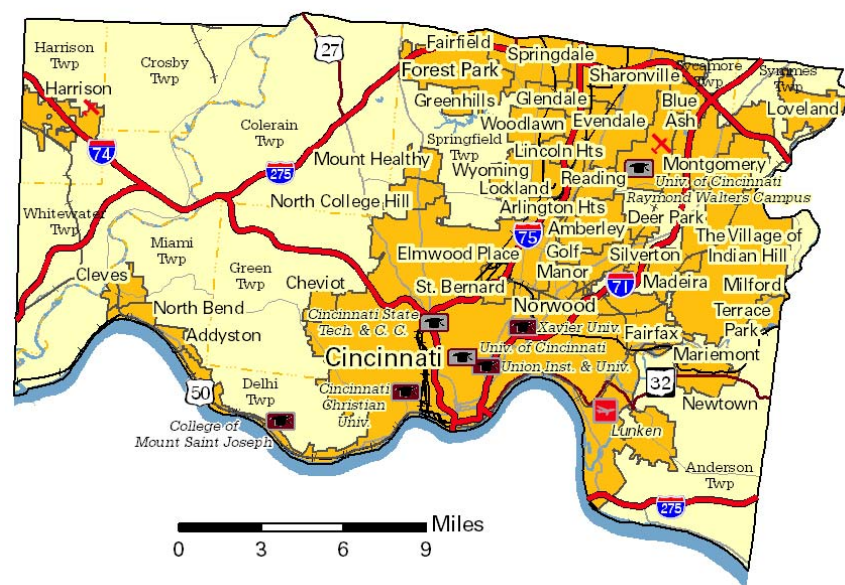 Harrison
Twp
Harrison
Crosby
Twp
27
Fairfield
Forest Park
Springdale
Sharonville
Sycamore
Twp
Symmes
Twp
Loveland
Greenhills
Glendale
Blue
Ash
Colerain
Twp
Woodlawn
Evendale
74
275
Mount Healthy
Springfield
Twp
Lincoln Hts
Wyoming
Reading
Montgomery
Lockland
Univ. of Cincinnati
Raymond Walters Campus
North College Hill
Arlington Hts
Deer Park
Whitewater
Twp
Miami
Twp
75
Amberley
The Village of
Indian Hill
Elmwood Place
Golf
Manor
Silverton
Cleves
Green
Twp
Cheviot
St. Bernard
71
Madeira
Milford
North Bend
Norwood
Terrace
Park
Cincinnati State
Tech. & C. C.
Xavier Univ.
Fairfax
Addyston
Univ. of Cincinnati
Mariemont
Cincinnati
Union Inst. & Univ.
50
Delhi
Twp
Cincinnati
Christian
Univ.
32
Newtown
College of
Mount Saint Joseph
Lunken
Anderson
Twp
275
Miles
0 3 6 9